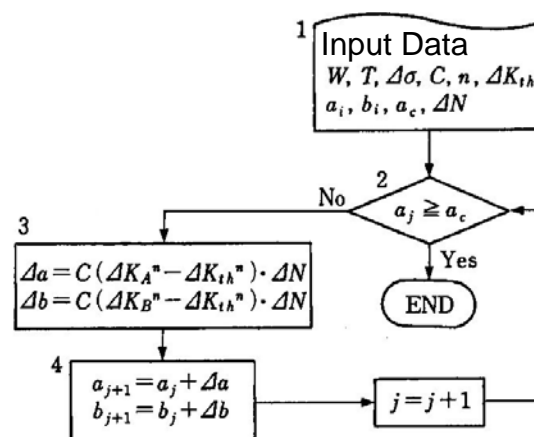 1
Input Data
W, T, Δσ, C, n, ΔK_th
a_i, b_i, a_c, ΔN
2
No
a_j ≧ a_c
3
Yes
Δa = C(ΔK_A^n − ΔK_th^n)·ΔN
Δb = C(ΔK_B^n − ΔK_th^n)·ΔN
END
4
a_{j+1} = a_j + Δa
b_{j+1} = b_j + Δb
j = j + 1